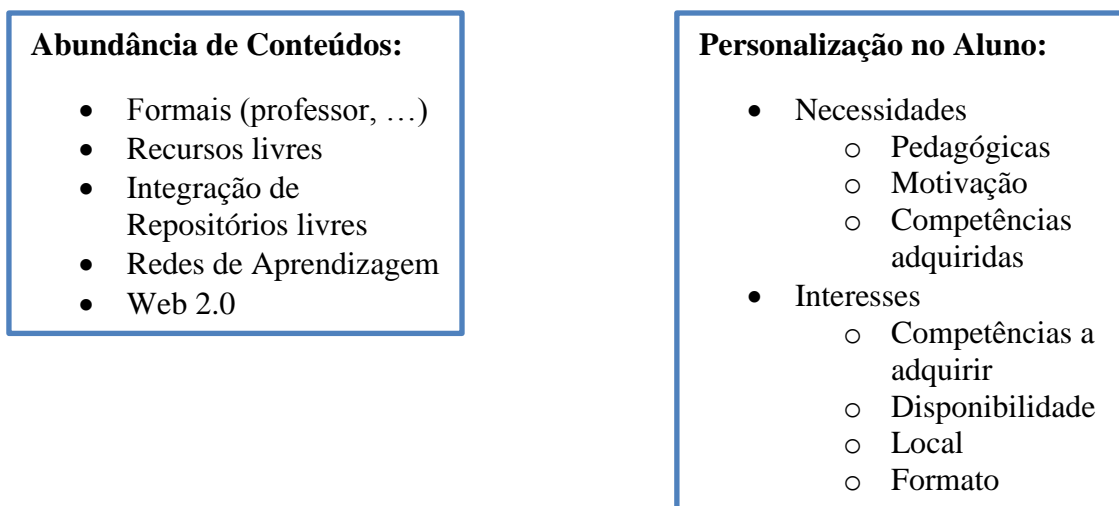 Abundância de Conteúdos:
• Formais (professor, …)
• Recursos livres
• Integração de
Repositórios livres
• Redes de Aprendizagem
• Web 2.0
Personalização no Aluno:
• Necessidades
o Pedagógicas
o Motivação
o Competências
adquiridas
• Interesses
o Competências a
adquirir
o Disponibilidade
o Local
o Formato